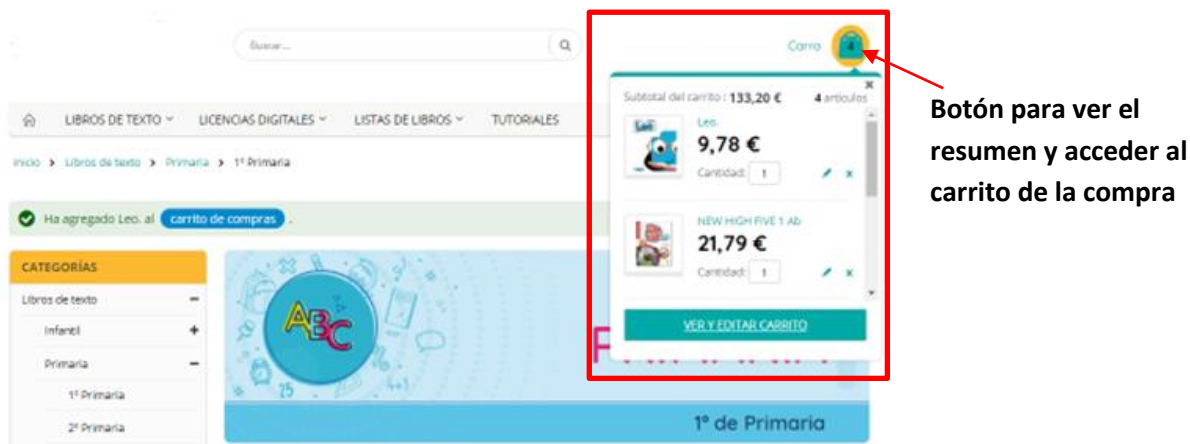 Buscar...
Carro 4
Subtotal del carrito : 133,20 €
4 artículos
LIBROS DE TEXTO
LICENCIAS DIGITALES
LISTAS DE LIBROS
TUTORIALES
Leo.
9,78 €
Cantidad: 1
Inicio > Libros de texto > Primaria > 1º Primaria
Ha agregado Leo. al carrito de compras .
NEW HIGH FIVE 1 Ab
21,79 €
Cantidad: 1
VER Y EDITAR CARRITO
CATEGORÍAS
Libros de texto
Infantil
Primaria
1º Primaria
2º Primaria
ABC
25
4+1
1º de Primaria
Botón para ver el
resumen y acceder al
carrito de la compra